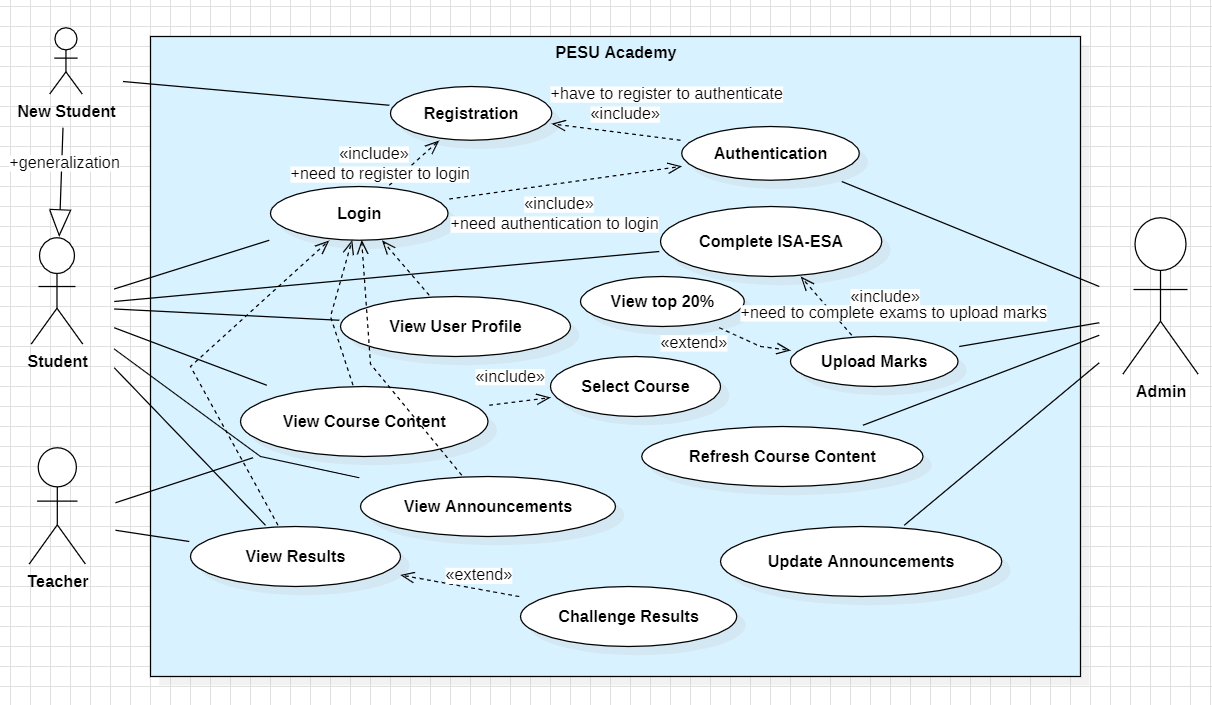 PESU Academy
+have to register to authenticate
«include»
Registration
New Student
Authentication
«include»
+generalization
+need to register to login
«include»
Login
+need authentication to login
Complete ISA-ESA
View top 20%
«include»
+need to complete exams to upload marks
View User Profile
«extend»
Student
Upload Marks
«include»
Select Course
Admin
View Course Content
Refresh Course Content
View Announcements
View Results
Update Announcements
«extend»
Teacher
Challenge Results